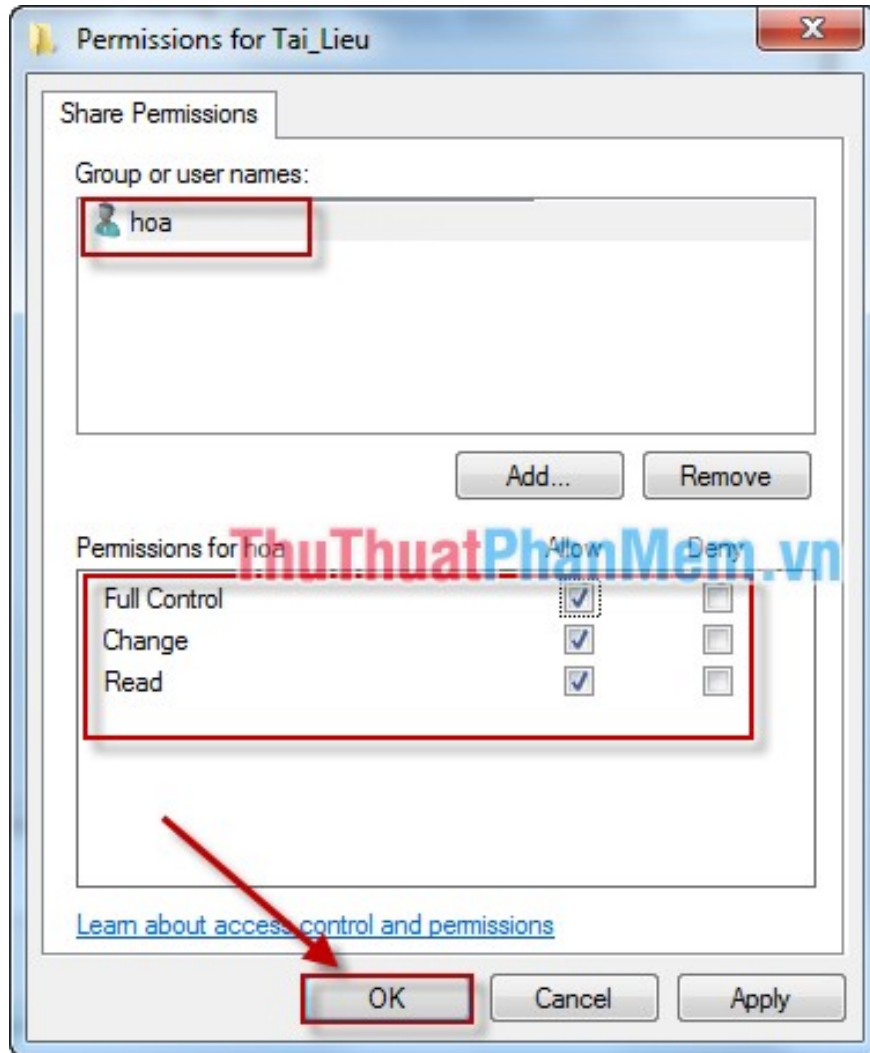 Permissions for Tai_Lieu
Share Permissions
Group or user names:
hoa
Add... Remove
Permissions for hoa Allow Deny
ThuThuatPhanMem.vn
Full Control
Change
Read
Learn about access control and permissions
OK Cancel Apply